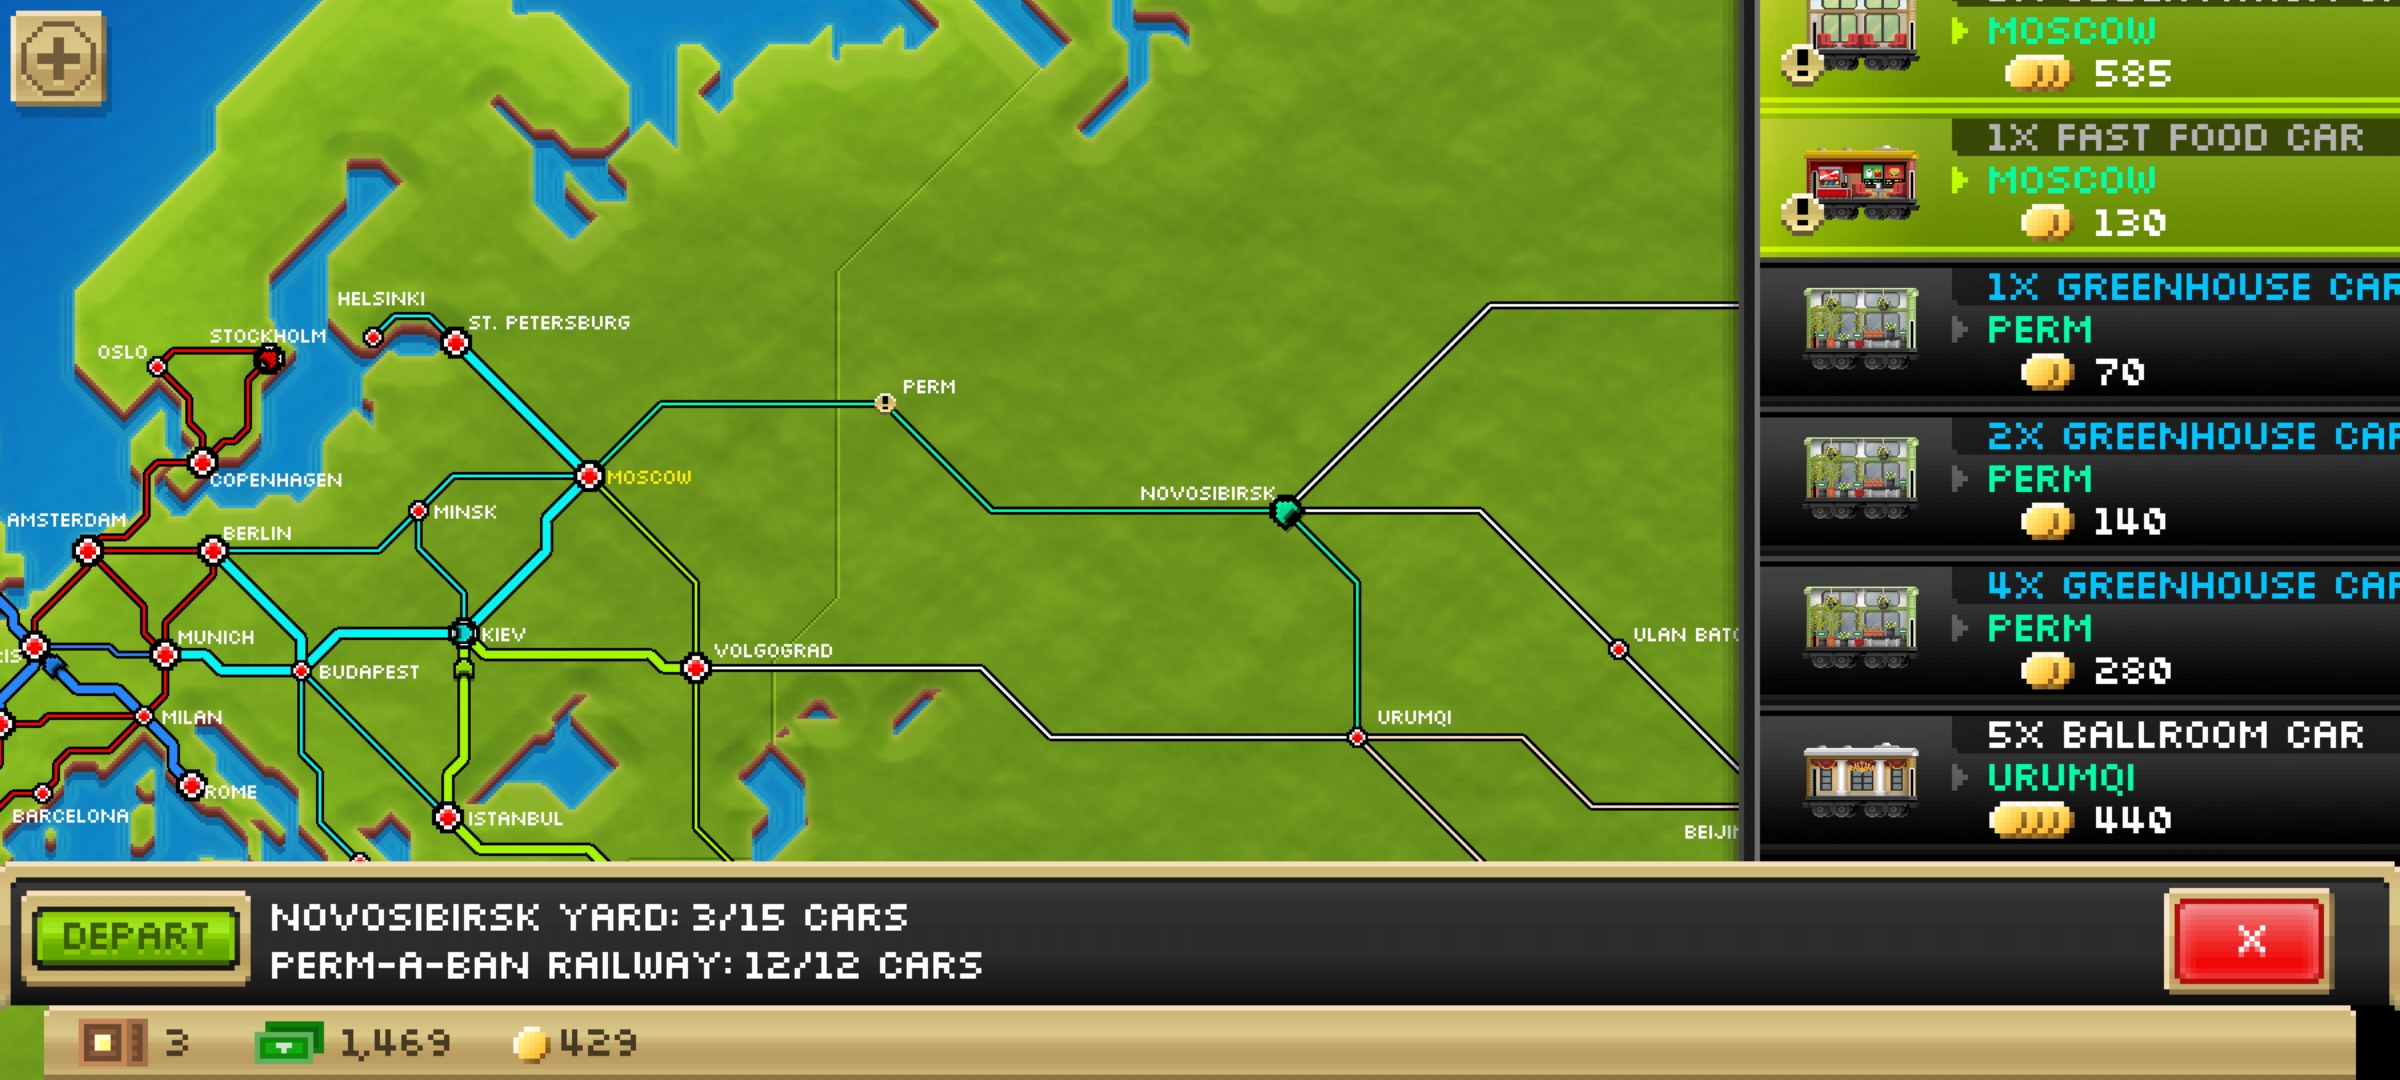 MOSCOW
585
1X FAST FOOD CAR
MOSCOW
130
1X GREENHOUSE CAR
PERM
70
2X GREENHOUSE CAR
PERM
140
4X GREENHOUSE CAR
PERM
280
5X BALLROOM CAR
URUMQI
440
HELSINKI
ST. PETERSBURG
STOCKHOLM
OSLO
PERM
COPENHAGEN
MOSCOW
NOVOSIBIRSK
MINSK
AMSTERDAM
BERLIN
MUNICH
KIEV
ULAN BATO
VOLGOGRAD
BUDAPEST
MILAN
URUMQI
ROME
BARCELONA
ISTANBUL
BEIJIN
DEPART
NOVOSIBIRSK YARD: 3/15 CARS
PERM-A-BAN RAILWAY: 12/12 CARS
X
3
1,469
429